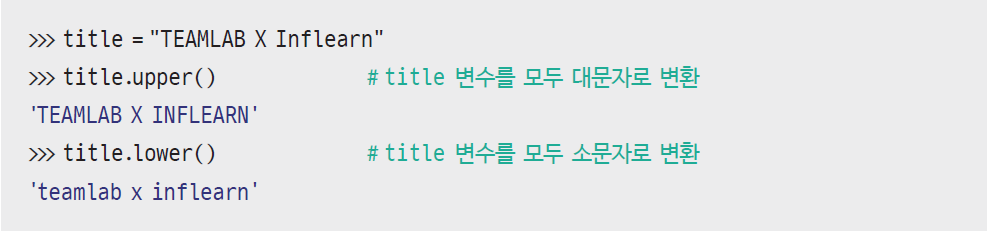 >>> title = "TEAMLAB X Inflearn"
>>> title.upper() # title 변수를 모두 대문자로 변환
'TEAMLAB X INFLEARN'
>>> title.lower() # title 변수를 모두 소문자로 변환
'teamlab x inflearn'